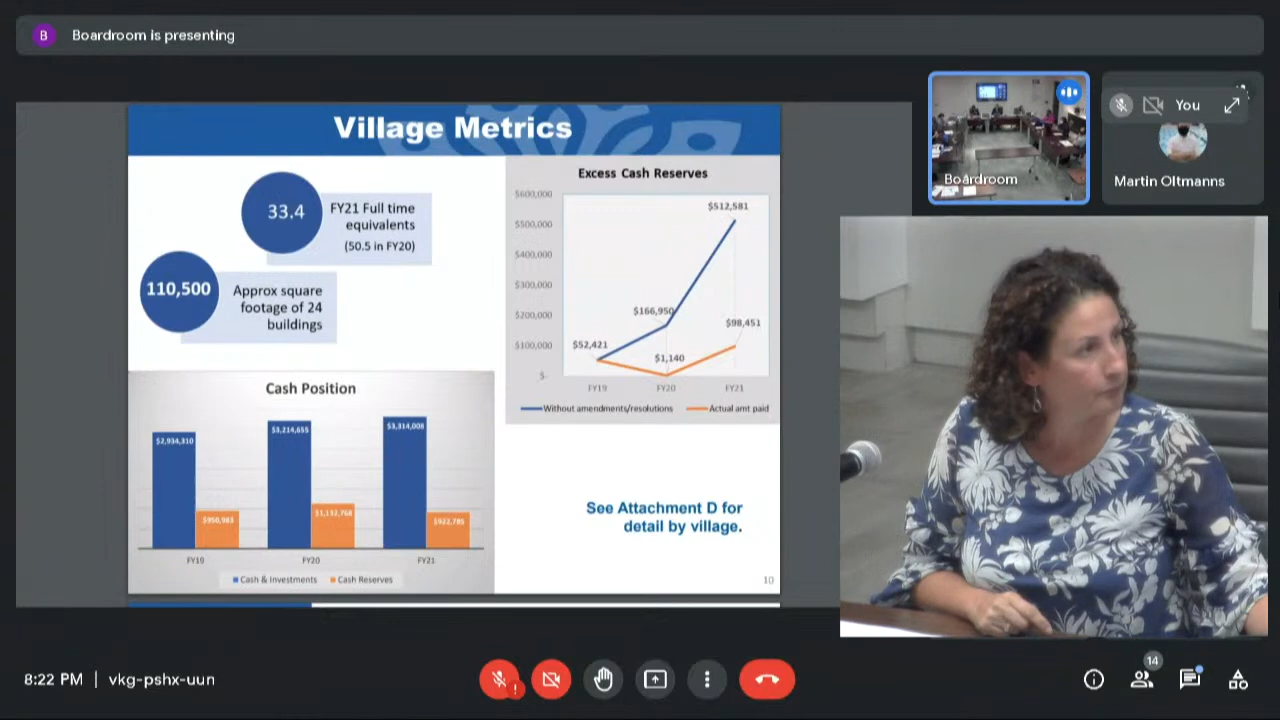 B
Boardroom is presenting
Village Metrics
33.4
FY21 Full time
equivalents
(50.5 in FY20)
110,500
Approx square
footage of 24
buildings
Excess Cash Reserves
$600,000
$500,000
$400,000
$300,000
$200,000
$100,000
$-
$512,581
$166,950
$98,451
$52,421
$1,140
FY19
FY20
FY21
Without amendments/resolutions
Actual amt paid
Cash Position
$2,934,310
$950,983
$3,214,655
$1,132,768
$3,314,008
$922,785
FY19
FY20
FY21
Cash & Investments
Cash Reserves
See Attachment D for
detail by village.
10
Boardroom
You
Martin Oltmanns
8:22 PM | vkg-pshx-uun
!
14